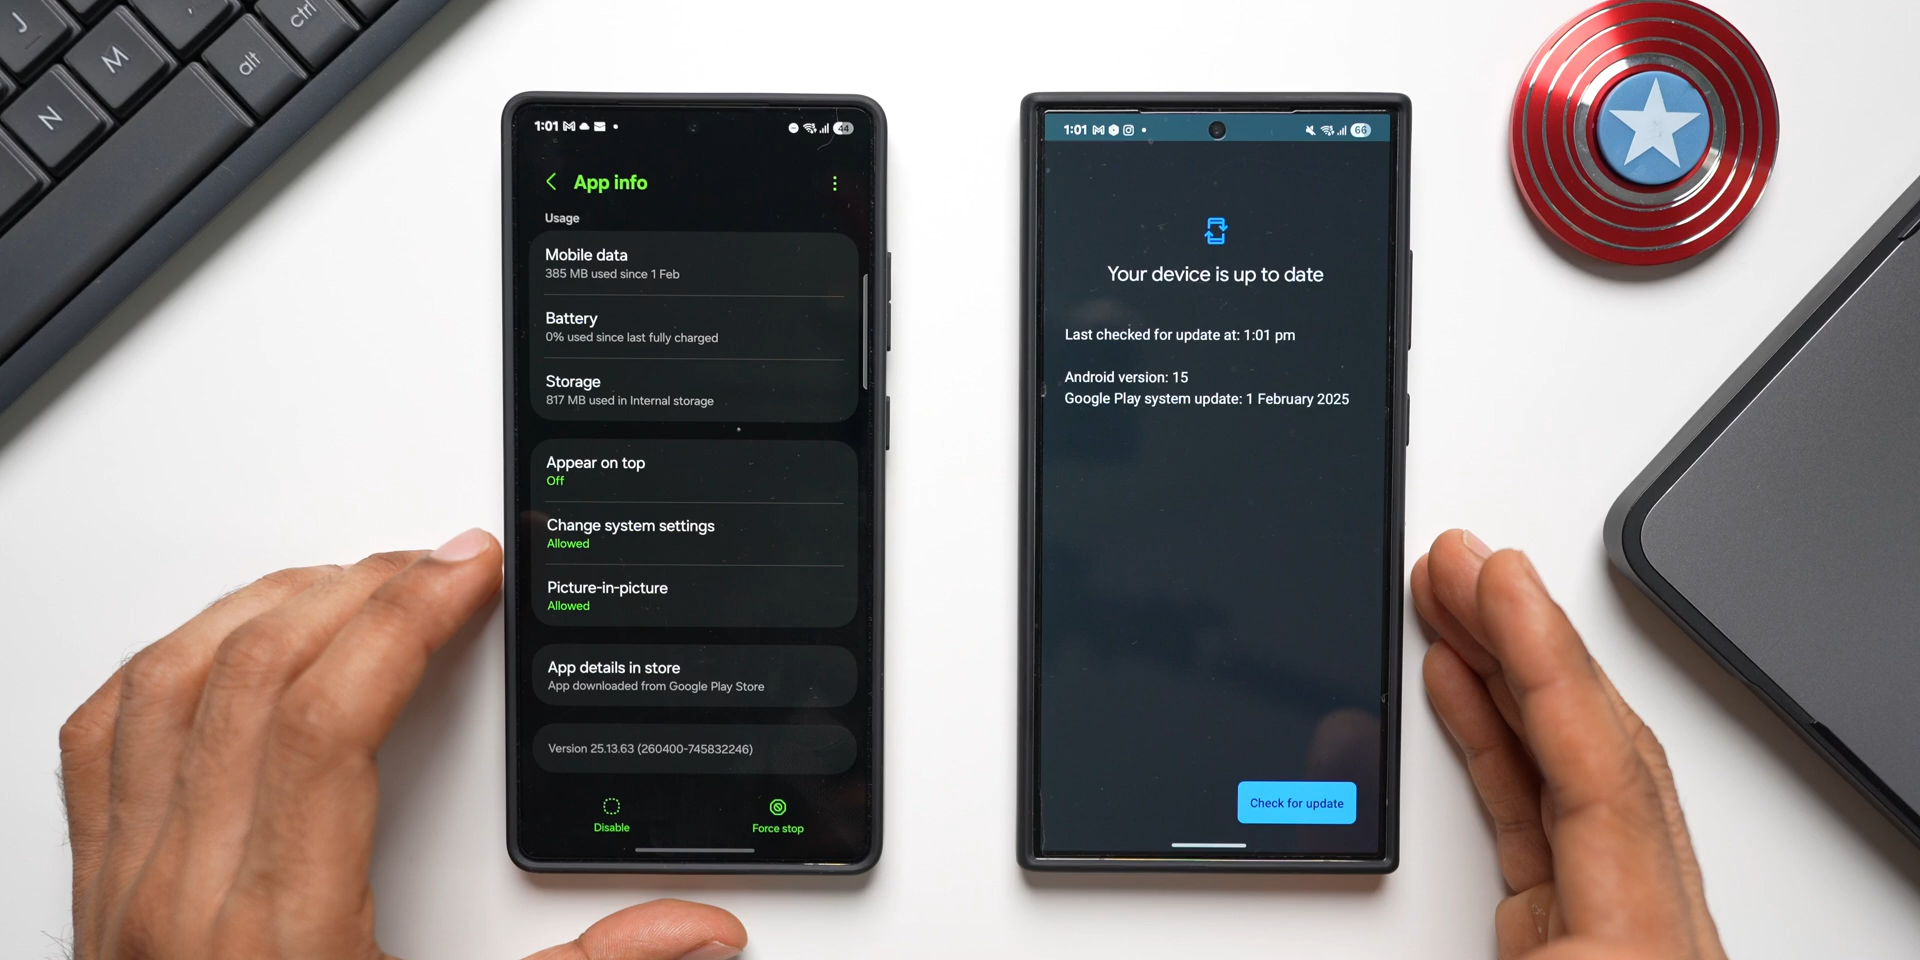 J
M
N
alt
ctrl
1:01
44
App info
Usage
Mobile data
385 MB used since 1 Feb
Battery
0% used since last fully charged
Storage
817 MB used in Internal storage
Appear on top
Off
Change system settings
Allowed
Picture-in-picture
Allowed
App details in store
App downloaded from Google Play Store
Version 25.13.63 (260400-745832246)
Disable
Force stop
1:01
66
Your device is up to date
Last checked for update at: 1:01 pm
Android version: 15
Google Play system update: 1 February 2025
Check for update